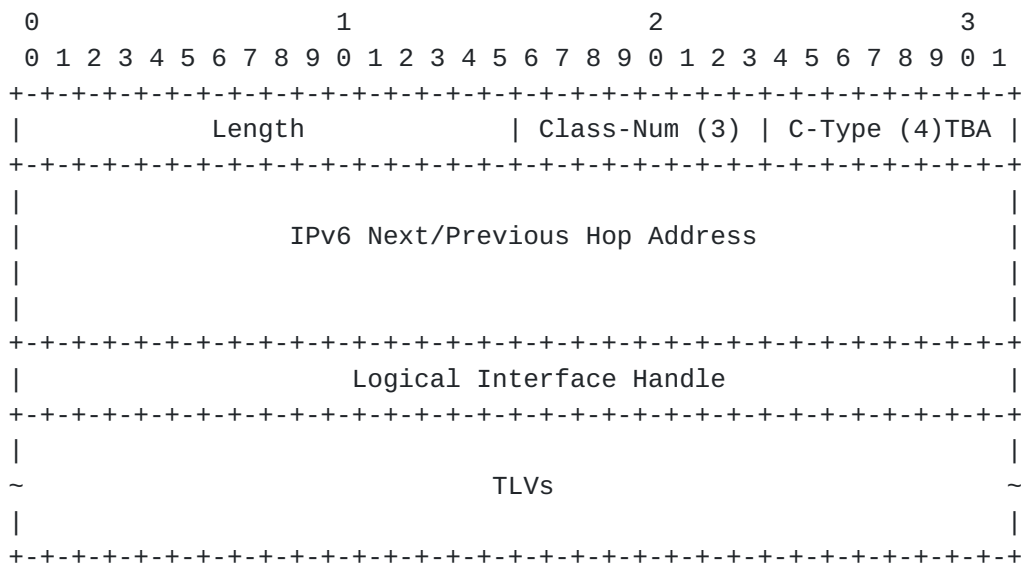 0                   1                   2                   3
 0 1 2 3 4 5 6 7 8 9 0 1 2 3 4 5 6 7 8 9 0 1 2 3 4 5 6 7 8 9 0 1
+-+-+-+-+-+-+-+-+-+-+-+-+-+-+-+-+-+-+-+-+-+-+-+-+-+-+-+-+-+-+-+-+
|            Length             | Class-Num (3) | C-Type (4)TBA |
+-+-+-+-+-+-+-+-+-+-+-+-+-+-+-+-+-+-+-+-+-+-+-+-+-+-+-+-+-+-+-+-+
|                                                               |
|                 IPv6 Next/Previous Hop Address                |
|                                                               |
|                                                               |
+-+-+-+-+-+-+-+-+-+-+-+-+-+-+-+-+-+-+-+-+-+-+-+-+-+-+-+-+-+-+-+-+
|                     Logical Interface Handle                  |
+-+-+-+-+-+-+-+-+-+-+-+-+-+-+-+-+-+-+-+-+-+-+-+-+-+-+-+-+-+-+-+-+
|                                                               |
~                              TLVs                             ~
|                                                               |
+-+-+-+-+-+-+-+-+-+-+-+-+-+-+-+-+-+-+-+-+-+-+-+-+-+-+-+-+-+-+-+-+